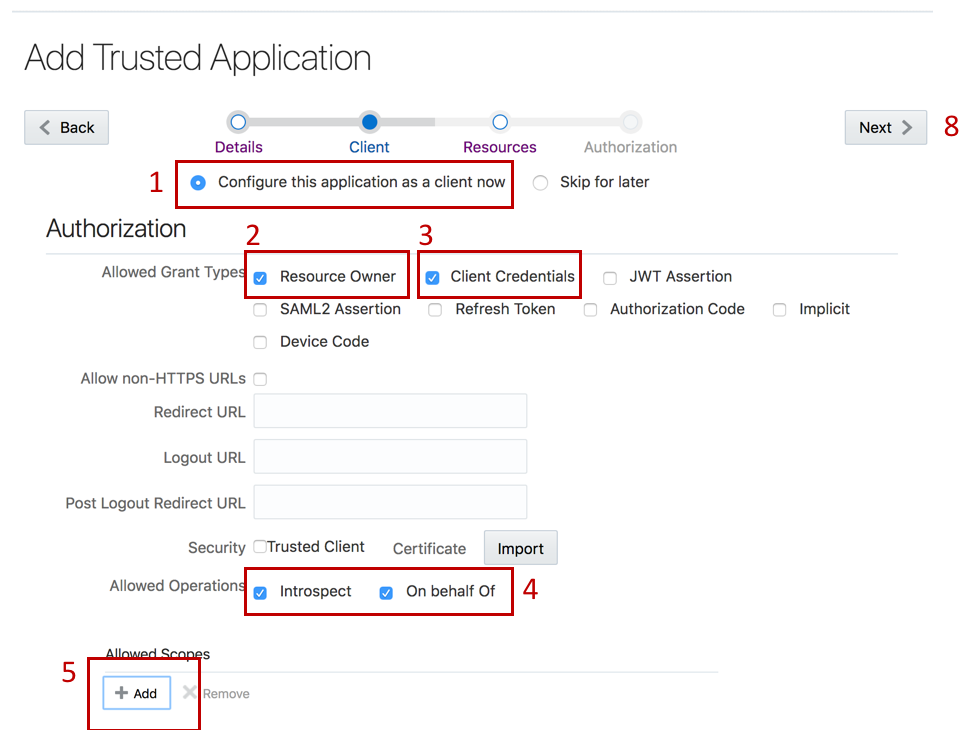 Add Trusted Application
Back
Next
8
Details
Client
Resources
Authorization
1
Configure this application as a client now
Skip for later
Authorization
2
3
Allowed Grant Types
Resource Owner
Client Credentials
JWT Assertion
SAML2 Assertion
Refresh Token
Authorization Code
Implicit
Device Code
Allow non-HTTPS URLs
Redirect URL
Logout URL
Post Logout Redirect URL
Security
Trusted Client
Certificate
Import
Allowed Operations
Introspect
On behalf Of
4
Allowed Scopes
5
Add
Remove